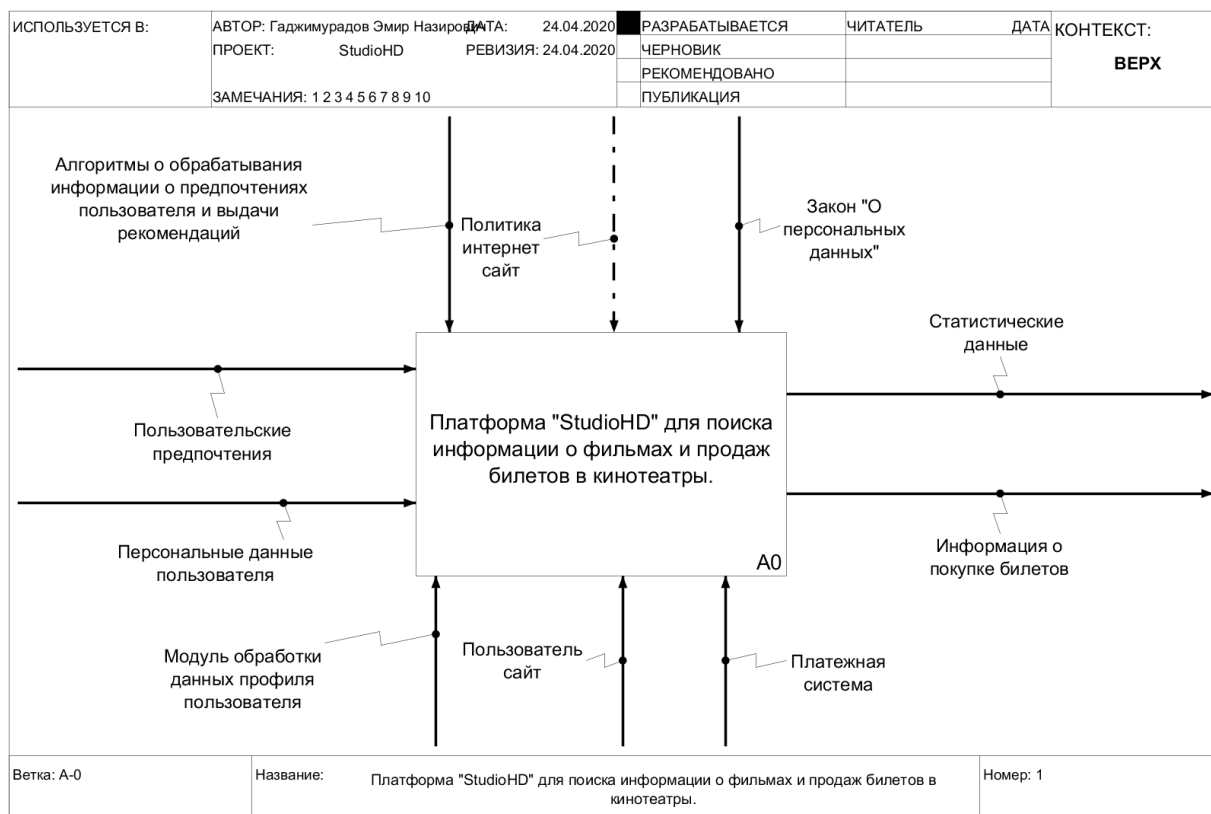 ИСПОЛЬЗУЕТСЯ В:
АВТОР: Гаджимурадов Эмир Назирович
ДАТА: 24.04.2020
ПРОЕКТ: StudioHD
РЕВИЗИЯ: 24.04.2020
ЗАМЕЧАНИЯ: 1 2 3 4 5 6 7 8 9 10
РАЗРАБАТЫВАЕТСЯ
ЧЕРНОВИК
РЕКОМЕНДОВАНО
ПУБЛИКАЦИЯ
ЧИТАТЕЛЬ
ДАТА
КОНТЕКСТ:
ВЕРХ
Алгоритмы о обрабатывания
информации о предпочтениях
пользователя и выдачи
рекомендаций
Политика
интернет
сайт
Закон "О
персональных
данных"
Статистические
данные
Пользовательские
предпочтения
Платформа "StudioHD" для поиска
информации о фильмах и продаж
билетов в кинотеатры.
A0
Персональные данные
пользователя
Информация о
покупке билетов
Модуль обработки
данных профиля
пользователя
Пользователь
сайт
Платежная
система
Ветка: A-0
Название:
Платформа "StudioHD" для поиска информации о фильмах и продаж билетов в
кинотеатры.
Номер: 1